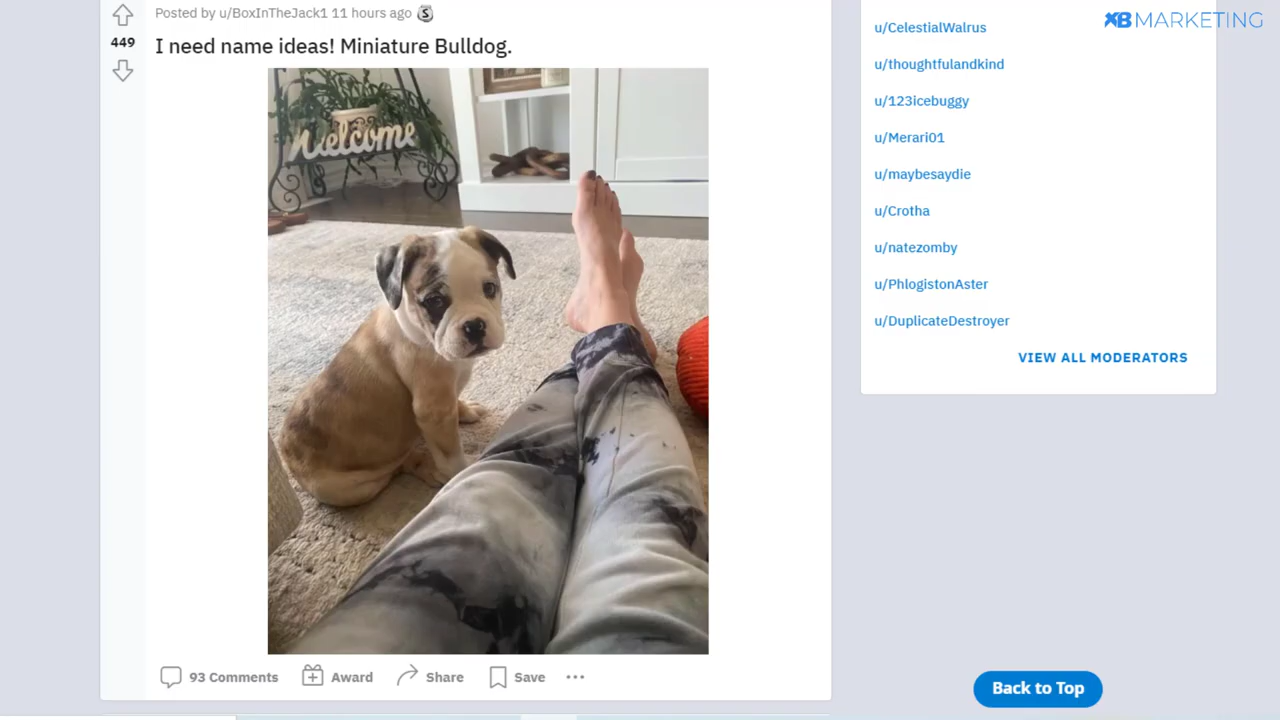 Posted by u/BoxInTheJack1 11 hours ago
449
I need name ideas! Miniature Bulldog.
Welcome
93 Comments
Award
Share
Save
u/CelestialWalrus
u/thoughtfulandkind
u/123icebuggy
u/Merari01
u/maybesaydie
u/Crotha
u/natezomby
u/PhlogistonAster
u/DuplicateDestroyer
VIEW ALL MODERATORS
XB MARKETING
Back to Top